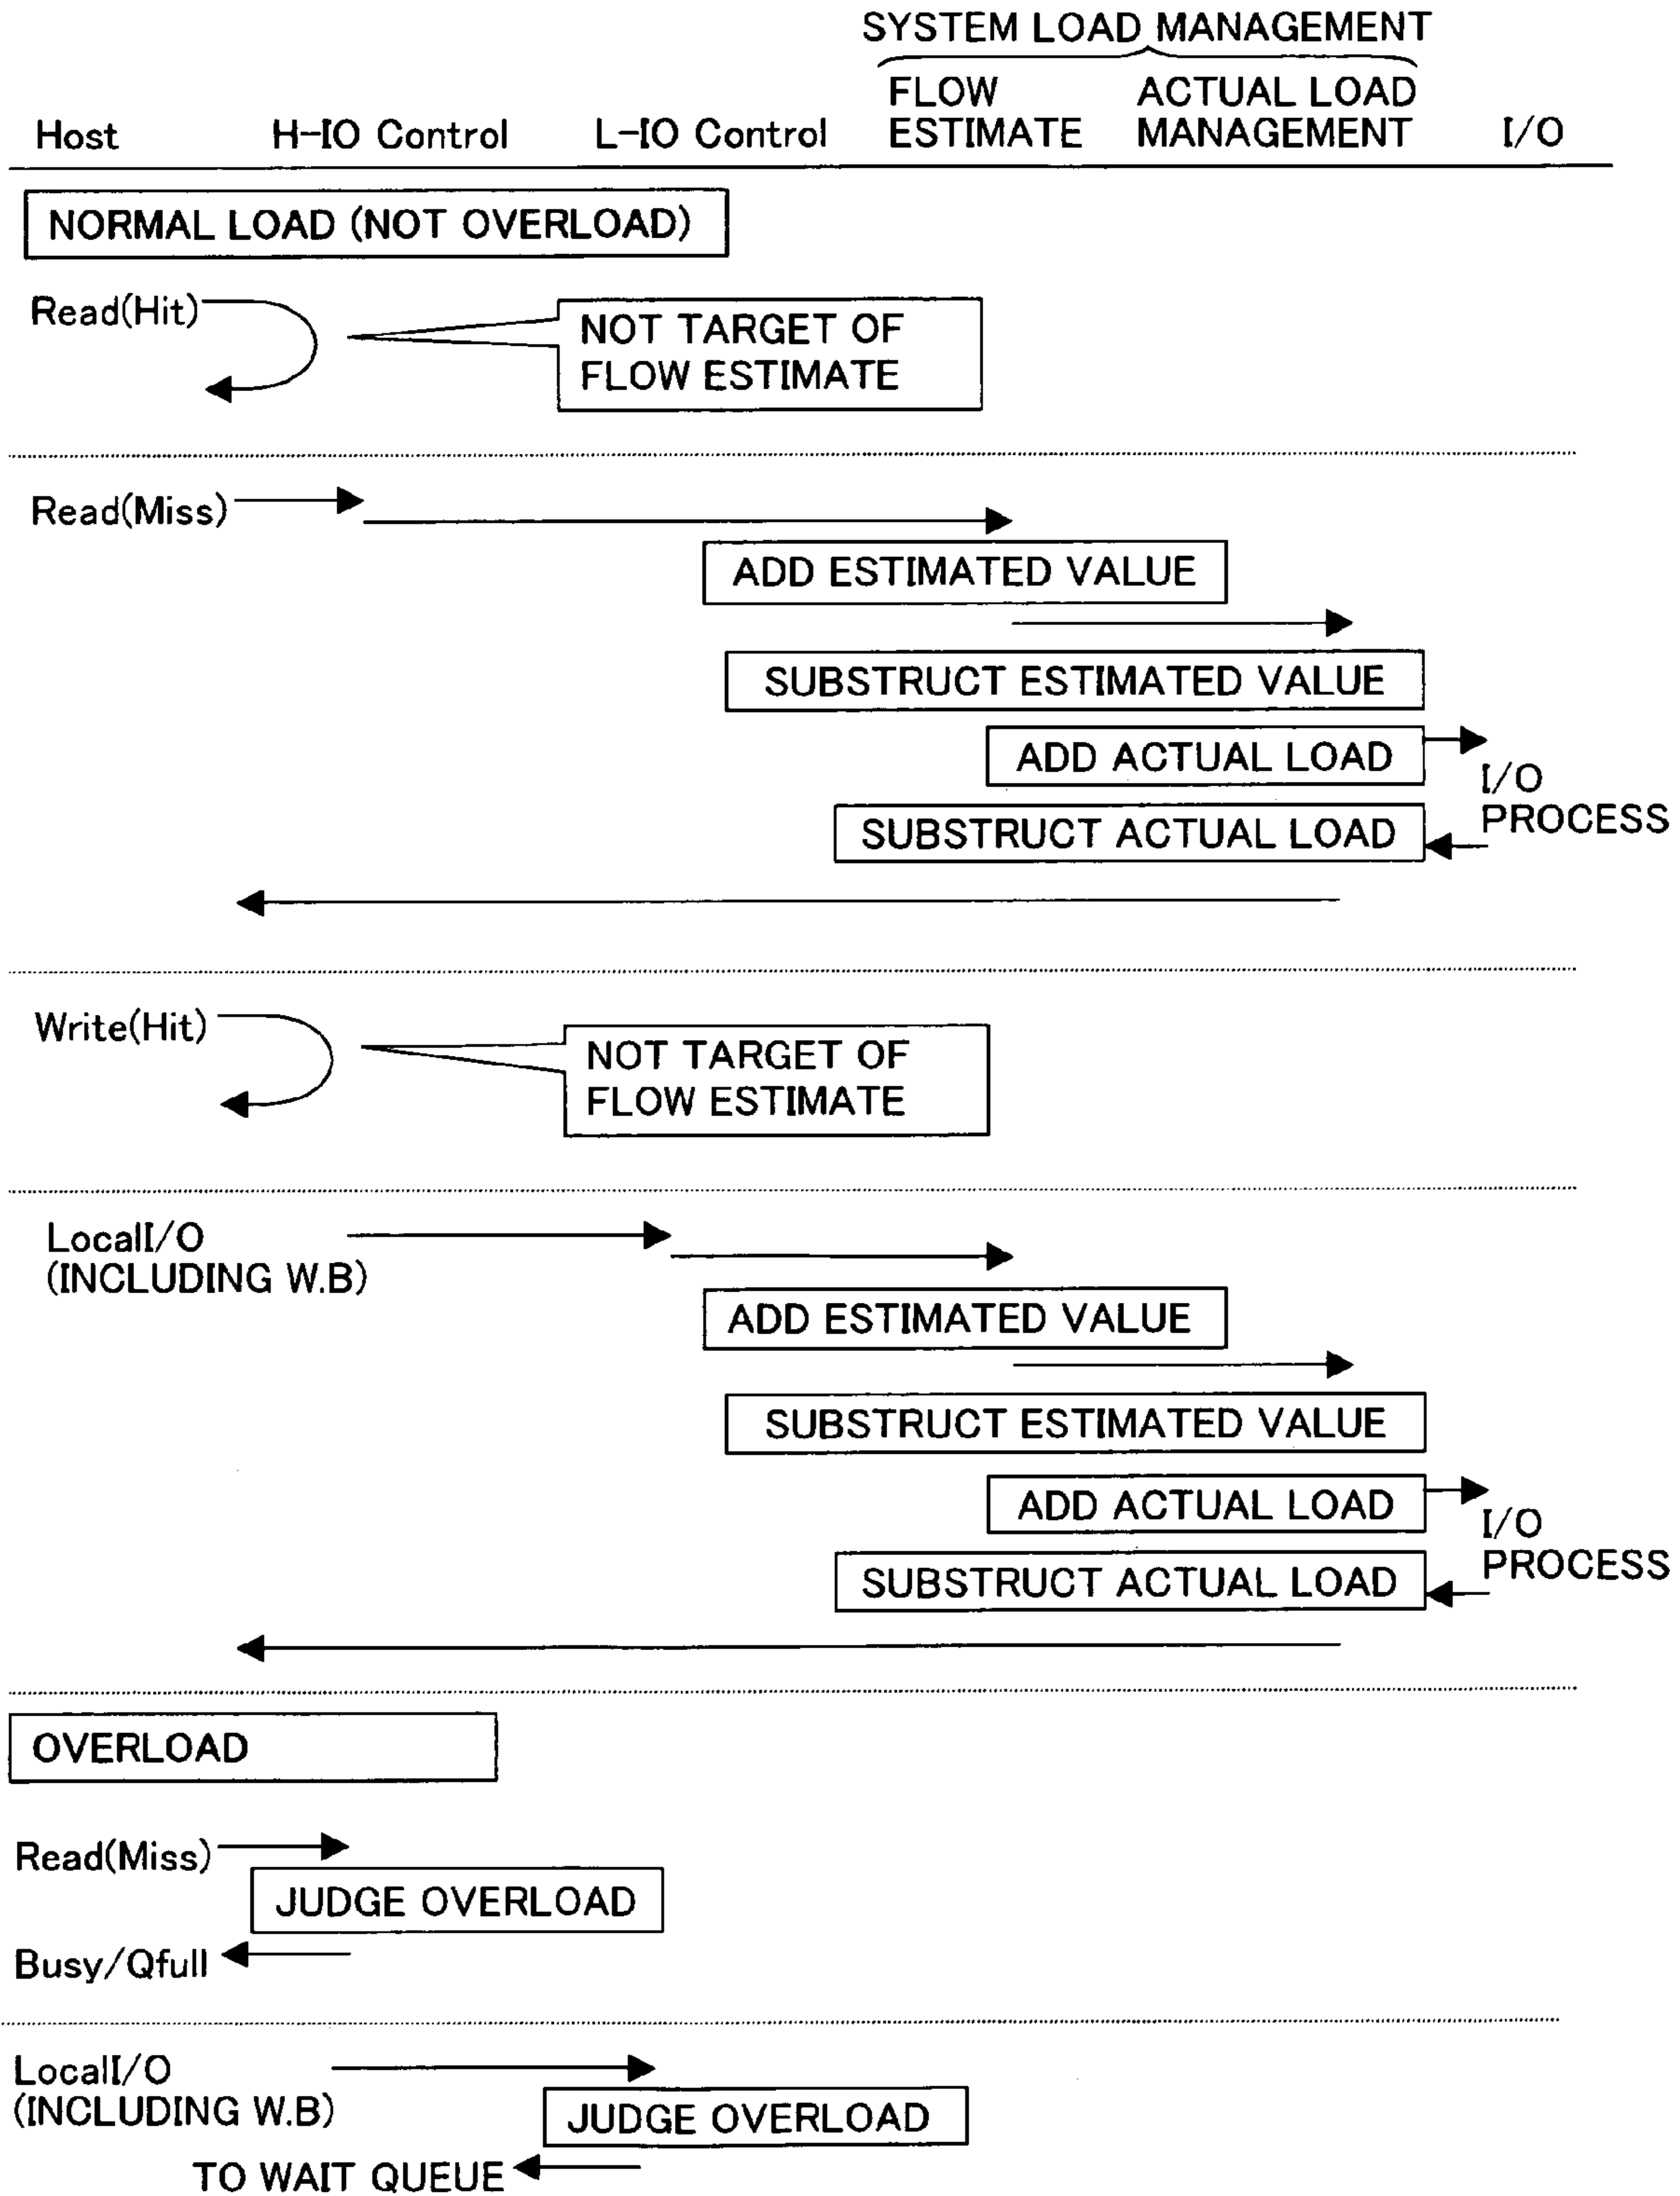 SYSTEM LOAD MANAGEMENT
FLOW ESTIMATE
ACTUAL LOAD MANAGEMENT
Host H-IO Control L-IO Control I/O
NORMAL LOAD (NOT OVERLOAD)
Read(Hit)
NOT TARGET OF
FLOW ESTIMATE
Read(Miss)
ADD ESTIMATED VALUE
SUBSTRUCT ESTIMATED VALUE
ADD ACTUAL LOAD
I/O
PROCESS
SUBSTRUCT ACTUAL LOAD
Write(Hit)
NOT TARGET OF
FLOW ESTIMATE
LocalI/O
(INCLUDING W.B)
ADD ESTIMATED VALUE
SUBSTRUCT ESTIMATED VALUE
ADD ACTUAL LOAD
I/O
PROCESS
SUBSTRUCT ACTUAL LOAD
OVERLOAD
Read(Miss)
JUDGE OVERLOAD
Busy/Qfull
LocalI/O
(INCLUDING W.B)
JUDGE OVERLOAD
TO WAIT QUEUE